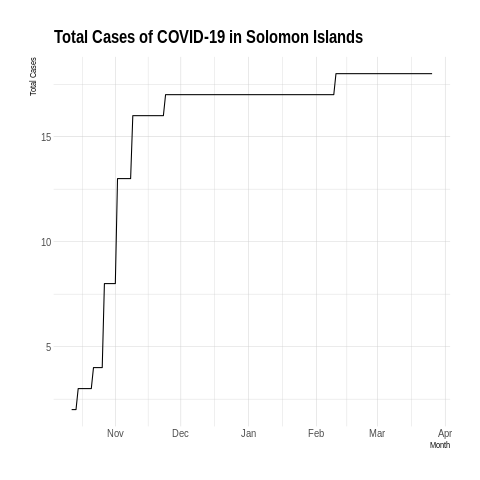 Total Cases of COVID-19 in Solomon Islands
Total Cases
15
10
5
Nov Dec Jan Feb Mar Apr
Month